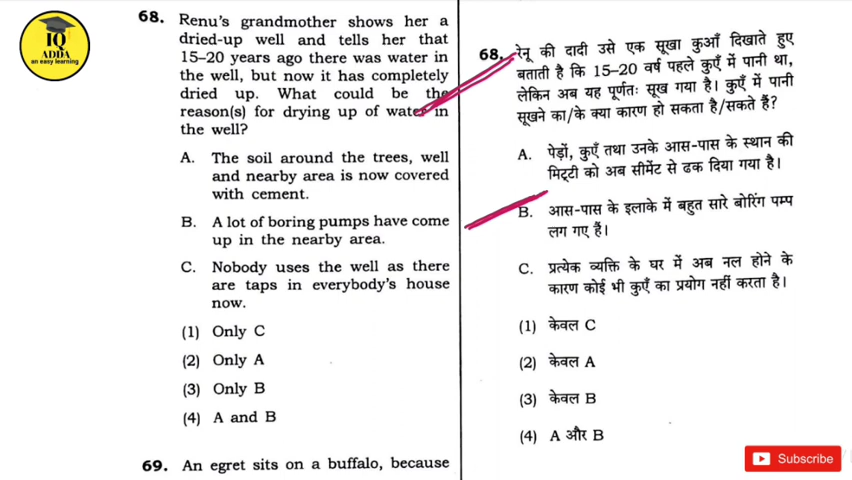 IQ
ADDA
an easy learning
68. Renu's grandmother shows her a
dried-up well and tells her that
15–20 years ago there was water in
the well, but now it has completely
dried up. What could be the
reason(s) for drying up of water in
the well?
A. The soil around the trees, well
and nearby area is now covered
with cement.
B. A lot of boring pumps have come
up in the nearby area.
C. Nobody uses the well as there
are taps in everybody's house
now.
(1) Only C
(2) Only A
(3) Only B
(4) A and B
69. An egret sits on a buffalo, because
68. रेनू की दादी उसे एक सूखा कुआँ दिखाते हुए
बताती है कि 15–20 वर्ष पहले कुएँ में पानी था,
लेकिन अब यह पूर्णतः सूख गया है। कुएँ में पानी
सूखने का/के क्या कारण हो सकता है/सकते हैं?
A. पेड़ों, कुएँ तथा उनके आस-पास के स्थान की
मिट्टी को अब सीमेंट से ढक दिया गया है।
B. आस-पास के इलाके में बहुत सारे बोरिंग पम्प
लग गए हैं।
C. प्रत्येक व्यक्ति के घर में अब नल होने के
कारण कोई भी कुएँ का प्रयोग नहीं करता है।
(1) केवल C
(2) केवल A
(3) केवल B
(4) A और B
Subscribe